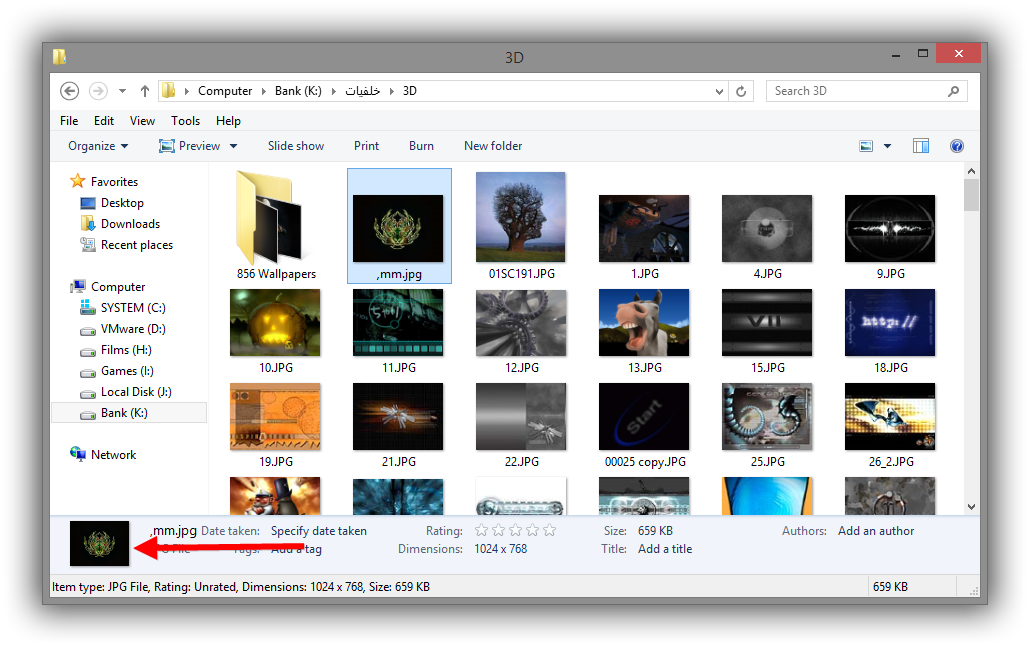 3D
Computer Bank (K:) خلفيات 3D
Search 3D
File Edit View Tools Help
Organize Preview Slide show Print Burn New folder
Favorites
Desktop
Downloads
Recent places
Computer
SYSTEM (C:)
VMware (D:)
Films (H:)
Games (I:)
Local Disk (J:)
Bank (K:)
Network
856 Wallpapers ,mm.jpg 01SC191.JPG 1.JPG 4.JPG 9.JPG
VII
http://
10.JPG 11.JPG 12.JPG 13.JPG 15.JPG 18.JPG
Start
19.JPG 21.JPG 22.JPG 00025 copy.JPG 25.JPG 26_2.JPG
,mm.jpg Date taken: Specify date taken Rating: Size: 659 KB Authors: Add an author
File Tags: Add a tag Dimensions: 1024 x 768 Title: Add a title
Item type: JPG File, Rating: Unrated, Dimensions: 1024 x 768, Size: 659 KB 659 KB